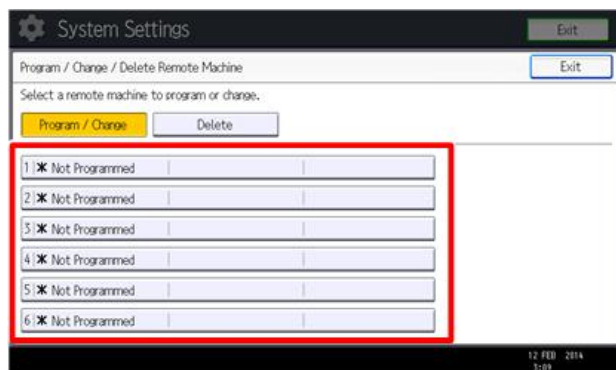 System Settings
Exit
Program / Change / Delete Remote Machine
Exit
Select a remote machine to program or change.
Program / Change
Delete
1 * Not Programmed
2 * Not Programmed
3 * Not Programmed
4 * Not Programmed
5 * Not Programmed
6 * Not Programmed
12 FEB 2014
3:09